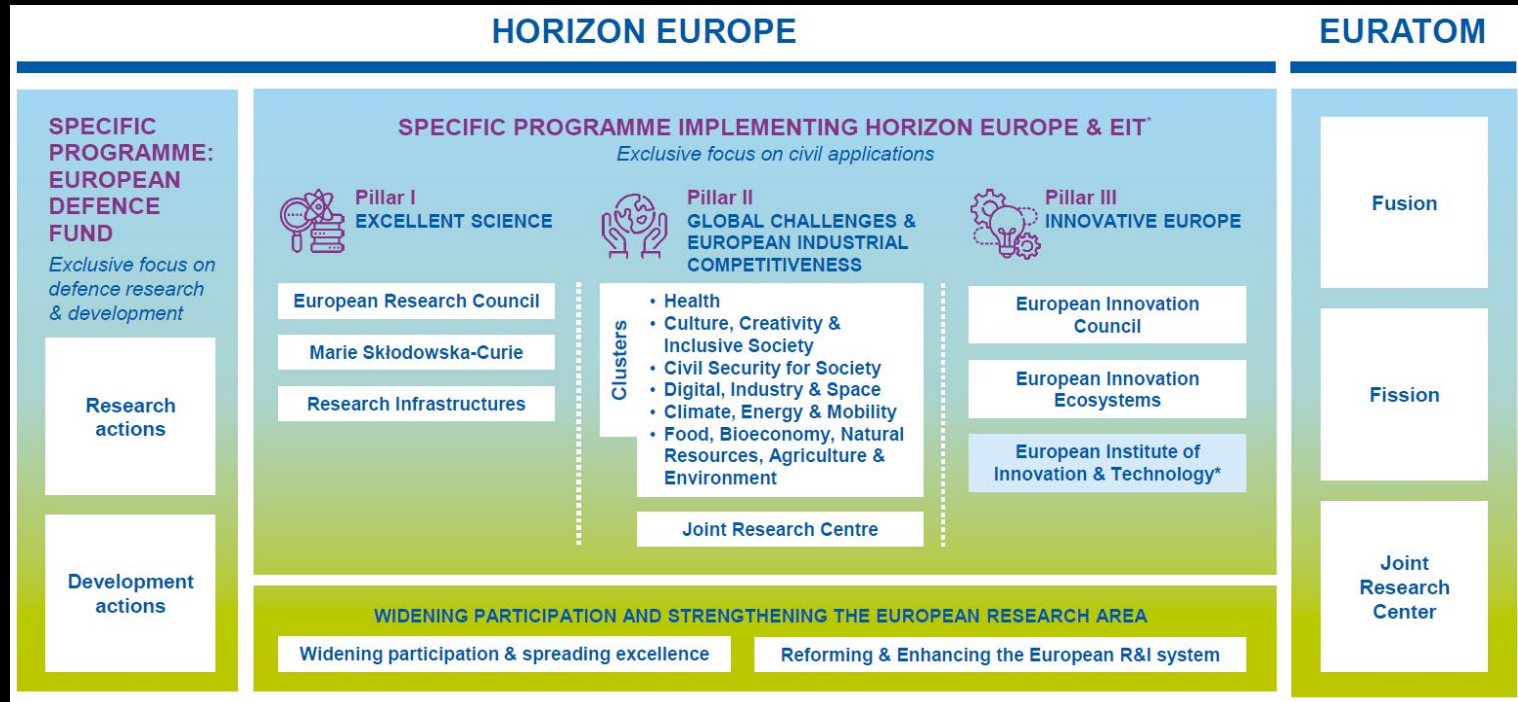 HORIZON EUROPE
EURATOM
SPECIFIC
PROGRAMME:
EUROPEAN
DEFENCE
FUND
Exclusive focus on
defence research
& development
Research
actions
Development
actions
SPECIFIC PROGRAMME IMPLEMENTING HORIZON EUROPE & EIT*
Exclusive focus on civil applications
Pillar I
EXCELLENT SCIENCE
European Research Council
Marie Skłodowska-Curie
Research Infrastructures
Pillar II
GLOBAL CHALLENGES &
EUROPEAN INDUSTRIAL
COMPETITIVENESS
Clusters
• Health
• Culture, Creativity &
Inclusive Society
• Civil Security for Society
• Digital, Industry & Space
• Climate, Energy & Mobility
• Food, Bioeconomy, Natural
Resources, Agriculture &
Environment
Joint Research Centre
Pillar III
INNOVATIVE EUROPE
European Innovation
Council
European Innovation
Ecosystems
European Institute of
Innovation & Technology*
WIDENING PARTICIPATION AND STRENGTHENING THE EUROPEAN RESEARCH AREA
Widening participation & spreading excellence
Reforming & Enhancing the European R&I system
Fusion
Fission
Joint
Research
Center